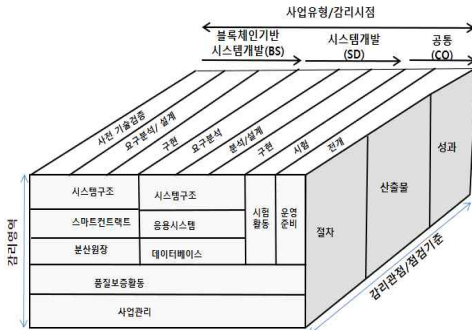 사업유형/감리시점
블록체인기반
시스템개발(BS)
시스템개발
(SD)
공통
(CO)
사전 기술검증
요구분석/ 설계
구현
요구분석
분석/설계
구현
시험
전개
감리영역
시스템구조
시스템구조
스마트컨트랙트
응용시스템
분산원장
데이터베이스
시험
활동
운영
준비
품질보증활동
사업관리
절차
산출물
성과
감리관점/점검기준